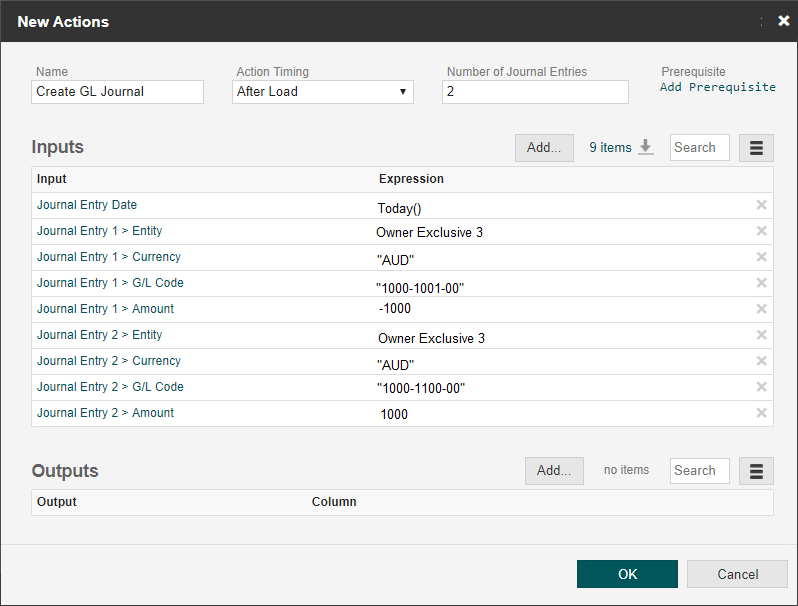 New Actions
Name Action Timing Number of Journal Entries Prerequisite
Create GL Journal After Load 2 Add Prerequisite
Inputs Add... 9 items Search
Input Expression
Journal Entry Date Today()
Journal Entry 1 > Entity Owner Exclusive 3
Journal Entry 1 > Currency "AUD"
Journal Entry 1 > G/L Code "1000-1001-00"
Journal Entry 1 > Amount -1000
Journal Entry 2 > Entity Owner Exclusive 3
Journal Entry 2 > Currency "AUD"
Journal Entry 2 > G/L Code "1000-1100-00"
Journal Entry 2 > Amount 1000
Outputs Add... no items Search
Output Column
OK Cancel